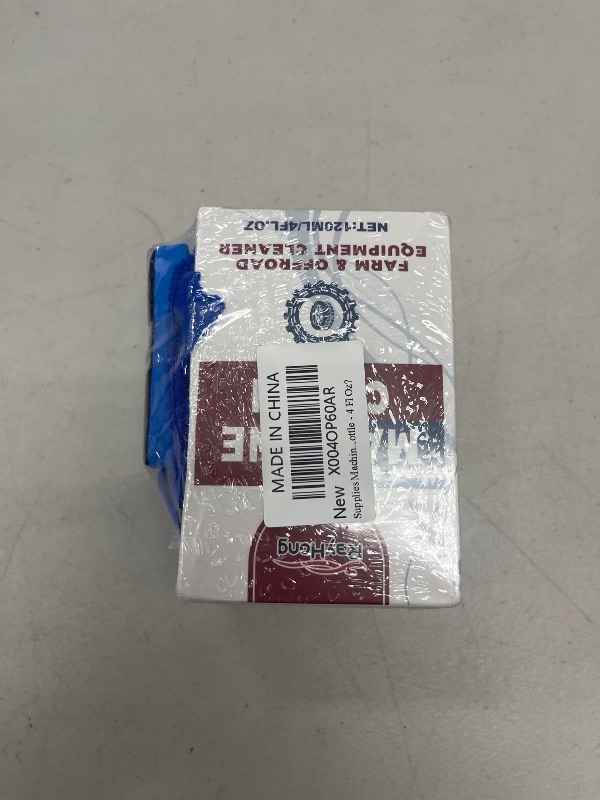 RayHong
FARM & OFFROAD
EQUIPMENT CLEANER
NET:120ML/4FL.OZ
MADE IN CHINA
X004OP60AR
New
Supplies Machin...ottle - 4 Fl Oz?